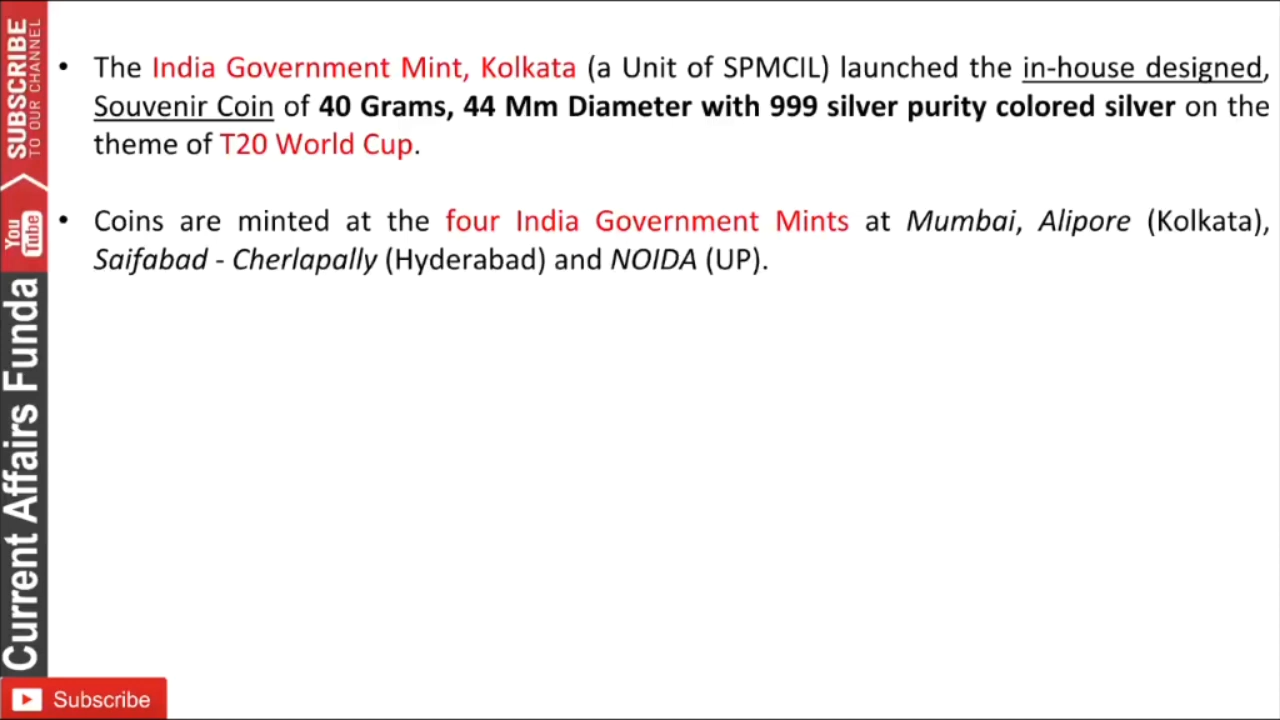 • The India Government Mint, Kolkata (a Unit of SPMCIL) launched the in-house designed,
Souvenir Coin of 40 Grams, 44 Mm Diameter with 999 silver purity colored silver on the
theme of T20 World Cup.
• Coins are minted at the four India Government Mints at Mumbai, Alipore (Kolkata),
Saifabad - Cherlapally (Hyderabad) and NOIDA (UP).
SUBSCRIBE
TO OUR CHANNEL
You Tube
Current Affairs Funda
Subscribe